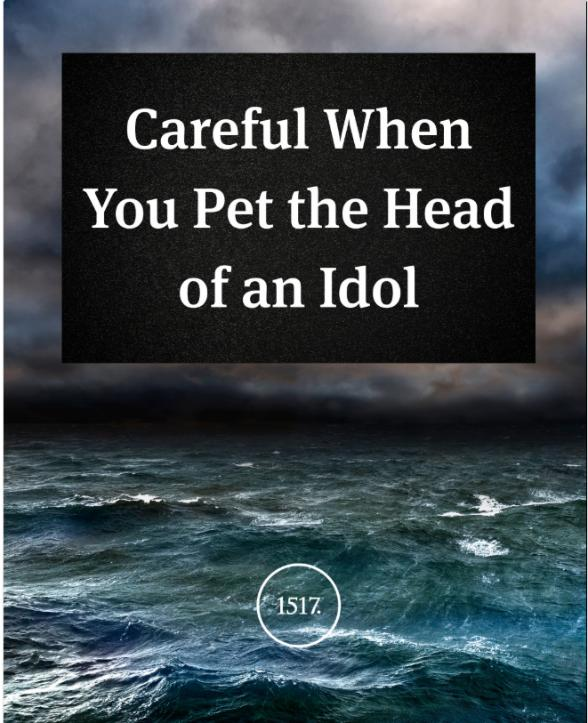 Careful When
You Pet the Head
of an Idol
1517.